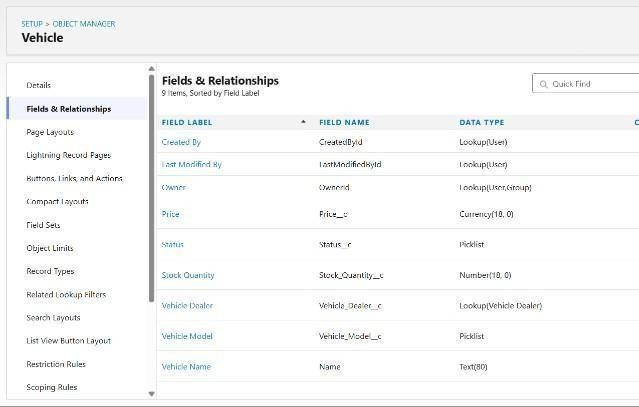 SETUP > OBJECT MANAGER
Vehicle
Details
Fields & Relationships
Page Layouts
Lightning Record Pages
Buttons, Links, and Actions
Compact Layouts
Field Sets
Object Limits
Record Types
Related Lookup Filters
Search Layouts
List View Button Layout
Restriction Rules
Scoping Rules
Fields & Relationships
9 Items, Sorted by Field Label
Quick Find
FIELD LABEL FIELD NAME DATA TYPE C
Created By CreatedById Lookup(User)
Last Modified By LastModifiedById Lookup(User)
Owner OwnerId Lookup(User,Group)
Price Price__c Currency(18, 0)
Status Status__c Picklist
Stock Quantity Stock_Quantity__c Number(18, 0)
Vehicle Dealer Vehicle_Dealer__c Lookup(Vehicle Dealer)
Vehicle Model Vehicle_Model__c Picklist
Vehicle Name Name Text(80)